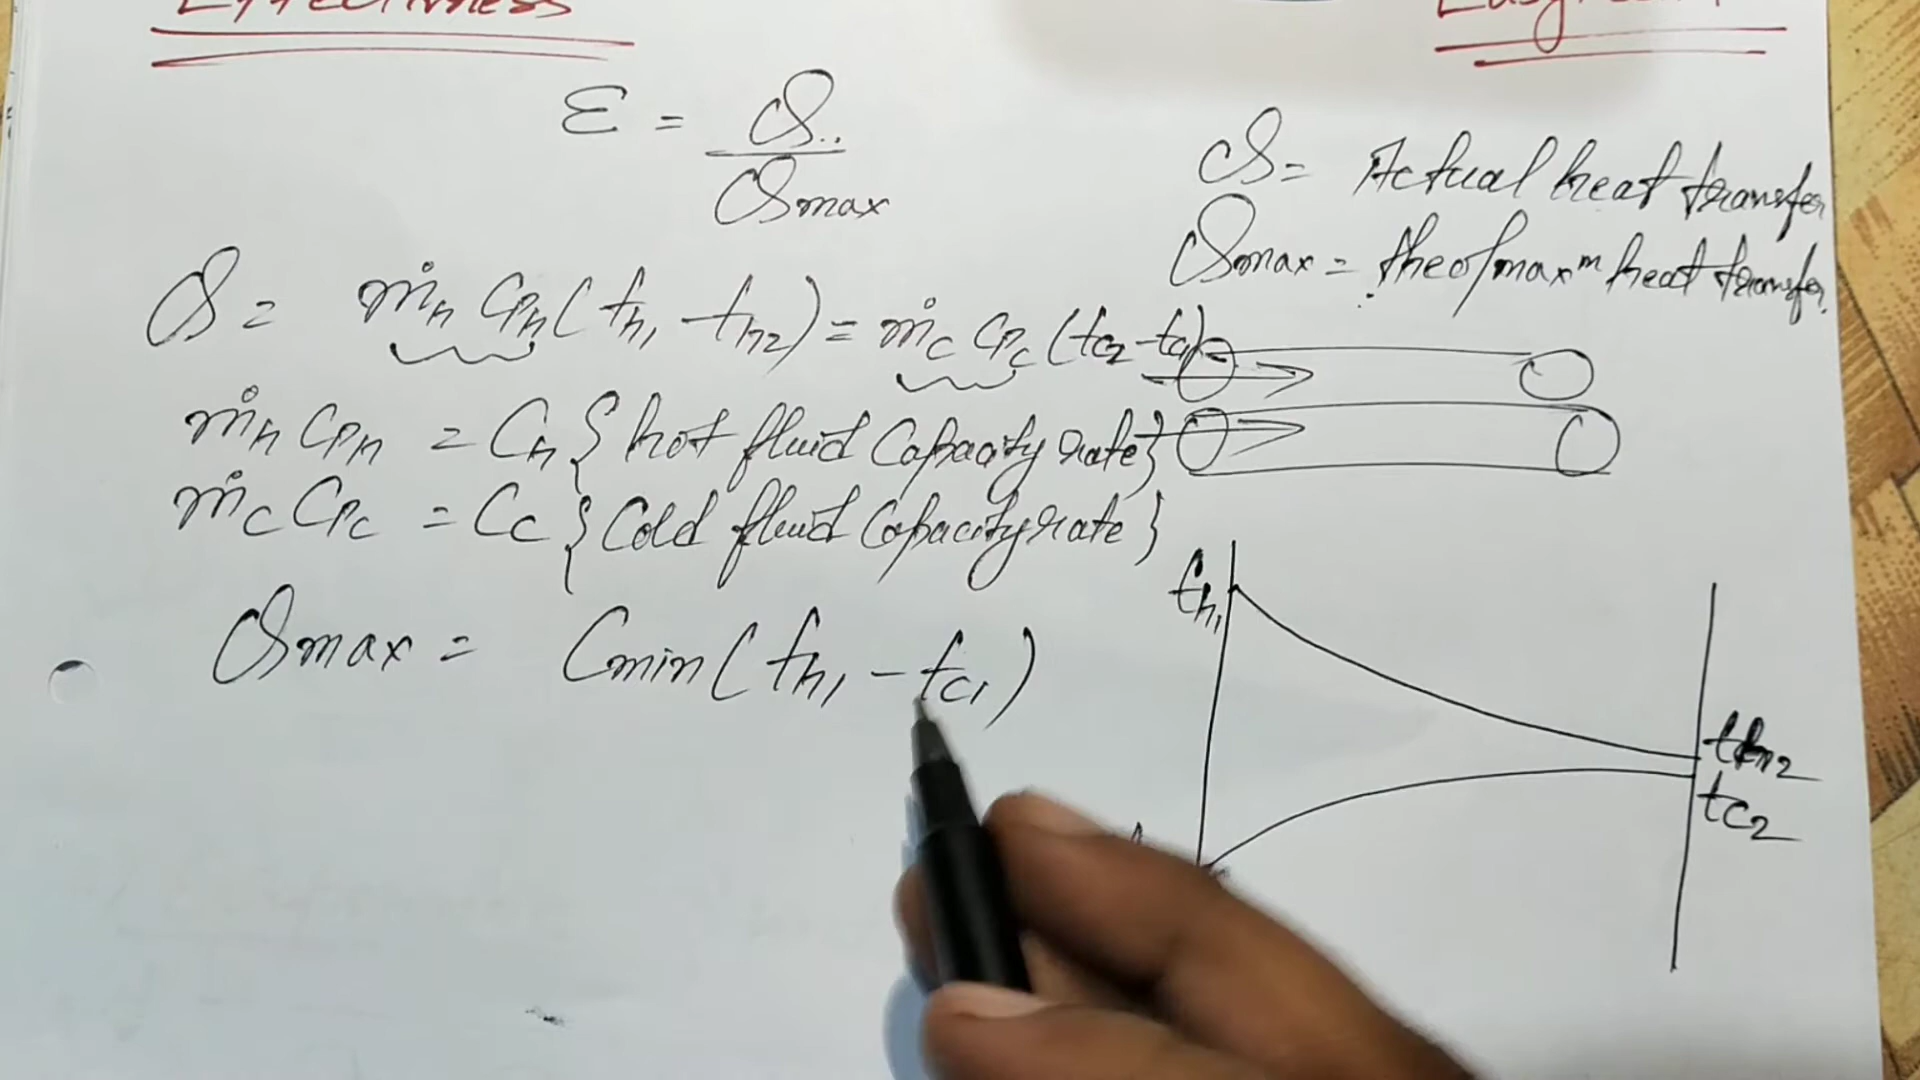 Effectiveness
ε = Q / Qmax
Q = Actual heat transfer
Qmax = theo/maxᵐ heat transfer.
Q = ṁh Cph (th1 - th2) = ṁc Cpc (tc2 - tc1)
ṁh Cph = Ch { hot fluid Capacity rate }
ṁc Cpc = Cc { Cold fluid Capacity rate }
Qmax = Cmin (th1 - tc1)
th1
th2
tc2